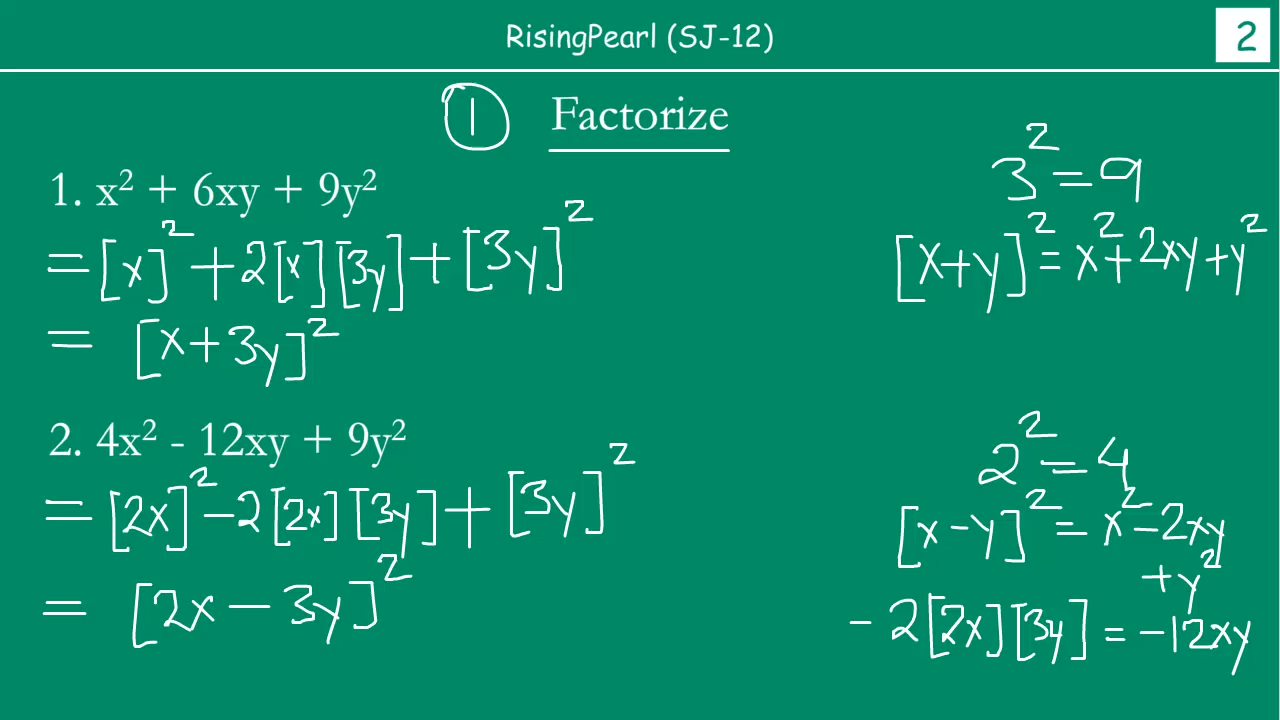 RisingPearl (SJ-12)
2
① Factorize
1. x² + 6xy + 9y²
= [x]² + 2[x][3y] + [3y]²
= [x + 3y]²
3² = 9
[x + y]² = x² + 2xy + y²
2. 4x² - 12xy + 9y²
= [2x]² - 2[2x][3y] + [3y]²
= [2x - 3y]²
2² = 4
[x - y]² = x² - 2xy
+ y²
- 2[2x][3y] = -12xy